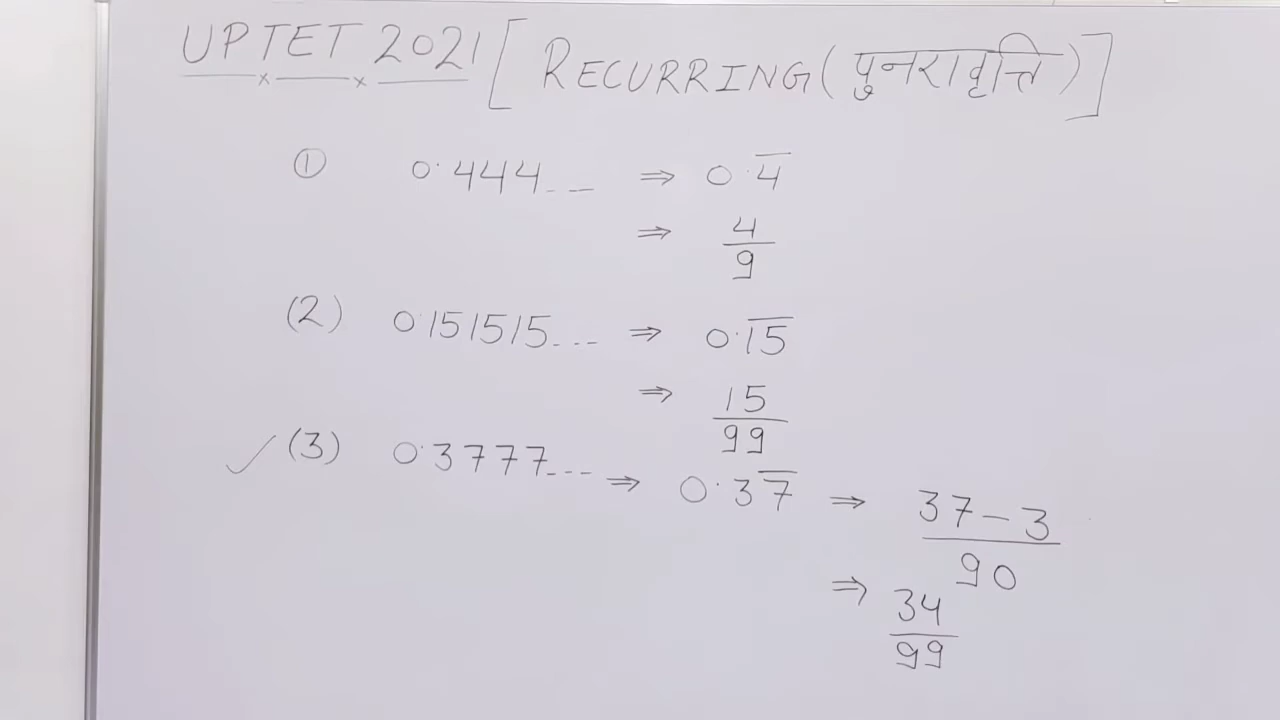 UPTET 2021 [RECURRING (पुनरावृत्ति)]
① 0.444... ⇒ 0.4̅
⇒ 4/9
(2) 0.151515... ⇒ 0.1̅5̅
⇒ 15/99
✓ (3) 0.3777... ⇒ 0.37̅ ⇒ 37-3/90
⇒ 34/99